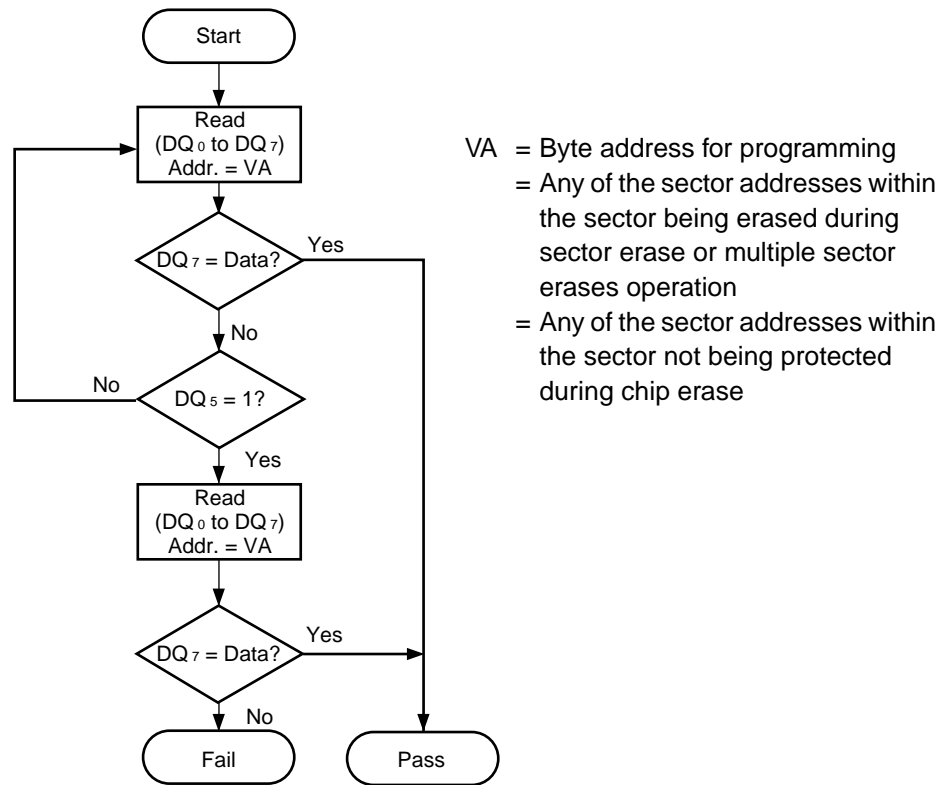 Start
Read
(DQ0 to DQ7)
Addr. = VA
DQ7 = Data?
Yes
No
DQ5 = 1?
No
Yes
Read
(DQ0 to DQ7)
Addr. = VA
DQ7 = Data?
Yes
No
Fail
Pass
VA = Byte address for programming
= Any of the sector addresses within
the sector being erased during
sector erase or multiple sector
erases operation
= Any of the sector addresses within
the sector not being protected
during chip erase